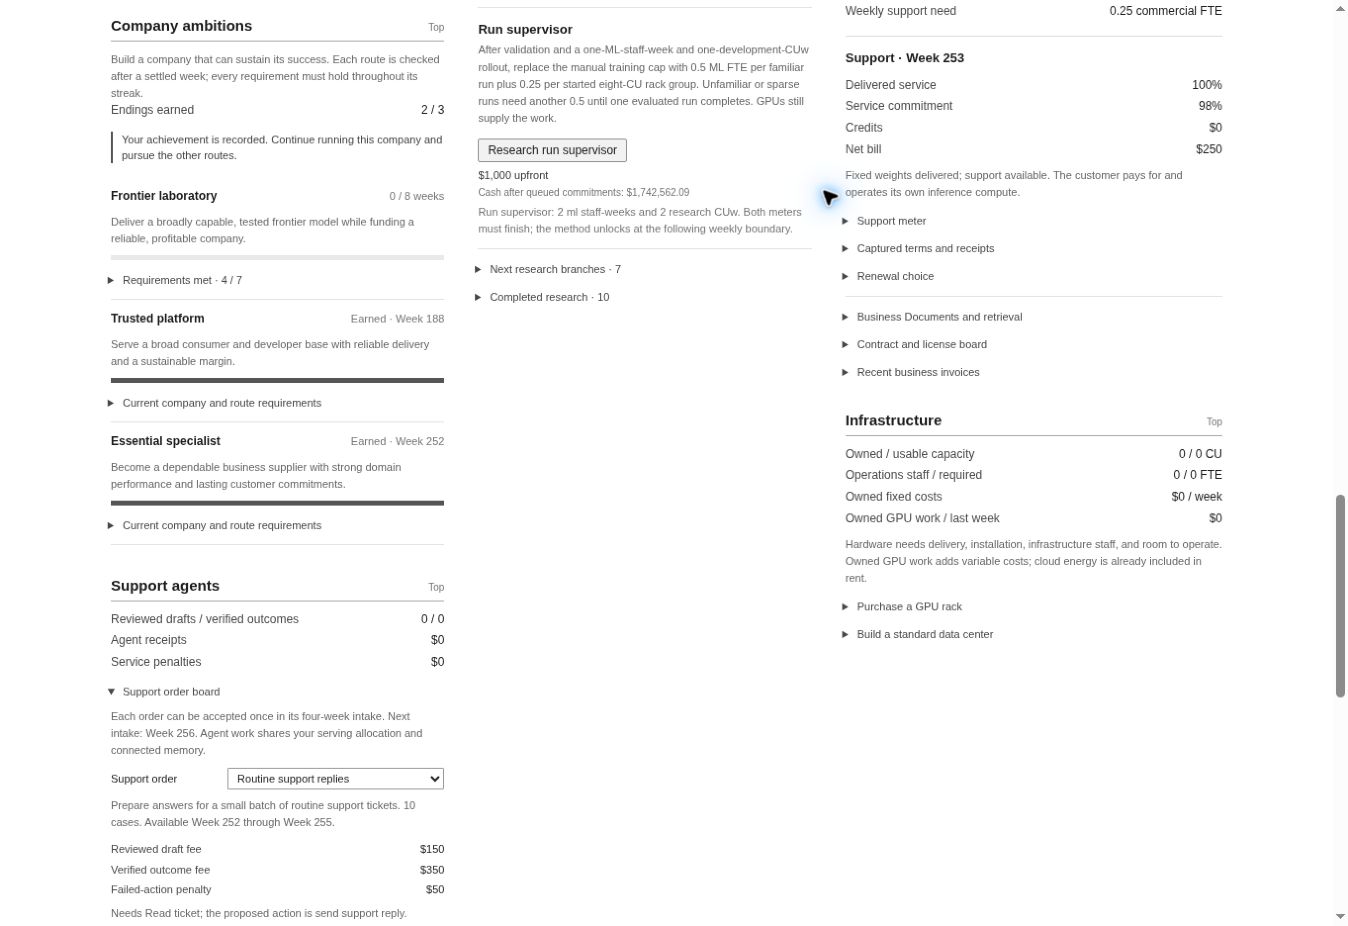 Company ambitions
Top
Build a company that can sustain its success. Each route is checked
after a settled week; every requirement must hold throughout its
streak.
Endings earned 2 / 3
Your achievement is recorded. Continue running this company and
pursue the other routes.
Frontier laboratory 0 / 8 weeks
Deliver a broadly capable, tested frontier model while funding a
reliable, profitable company.
Requirements met · 4 / 7
Trusted platform Earned · Week 188
Serve a broad consumer and developer base with reliable delivery
and a sustainable margin.
Current company and route requirements
Essential specialist Earned · Week 252
Become a dependable business supplier with strong domain
performance and lasting customer commitments.
Current company and route requirements
Support agents Top
Reviewed drafts / verified outcomes 0 / 0
Agent receipts $0
Service penalties $0
Support order board
Each order can be accepted once in its four-week intake. Next
intake: Week 256. Agent work shares your serving allocation and
connected memory.
Support order Routine support replies
Prepare answers for a small batch of routine support tickets. 10
cases. Available Week 252 through Week 255.
Reviewed draft fee $150
Verified outcome fee $350
Failed-action penalty $50
Needs Read ticket; the proposed action is send support reply.
Run supervisor
After validation and a one-ML-staff-week and one-development-CUw
rollout, replace the manual training cap with 0.5 ML FTE per familiar
run plus 0.25 per started eight-CU rack group. Unfamiliar or sparse
runs need another 0.5 until one evaluated run completes. GPUs still
supply the work.
Research run supervisor
$1,000 upfront
Cash after queued commitments: $1,742,562.09
Run supervisor: 2 ml staff-weeks and 2 research CUw. Both meters
must finish; the method unlocks at the following weekly boundary.
Next research branches · 7
Completed research · 10
Weekly support need 0.25 commercial FTE
Support · Week 253
Delivered service 100%
Service commitment 98%
Credits $0
Net bill $250
Fixed weights delivered; support available. The customer pays for and
operates its own inference compute.
Support meter
Captured terms and receipts
Renewal choice
Business Documents and retrieval
Contract and license board
Recent business invoices
Infrastructure Top
Owned / usable capacity 0 / 0 CU
Operations staff / required 0 / 0 FTE
Owned fixed costs $0 / week
Owned GPU work / last week $0
Hardware needs delivery, installation, infrastructure staff, and room to operate.
Owned GPU work adds variable costs; cloud energy is already included in
rent.
Purchase a GPU rack
Build a standard data center